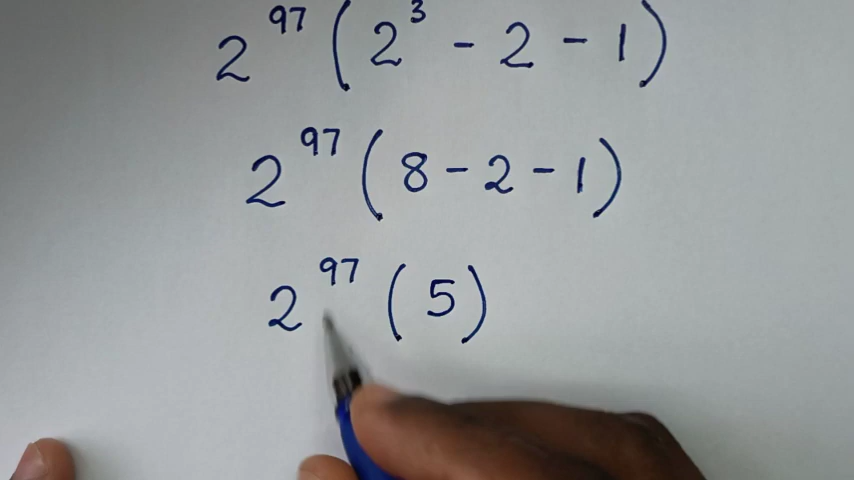 2^97 (2^3 - 2 - 1)
2^97 (8 - 2 - 1)
2^97 (5)